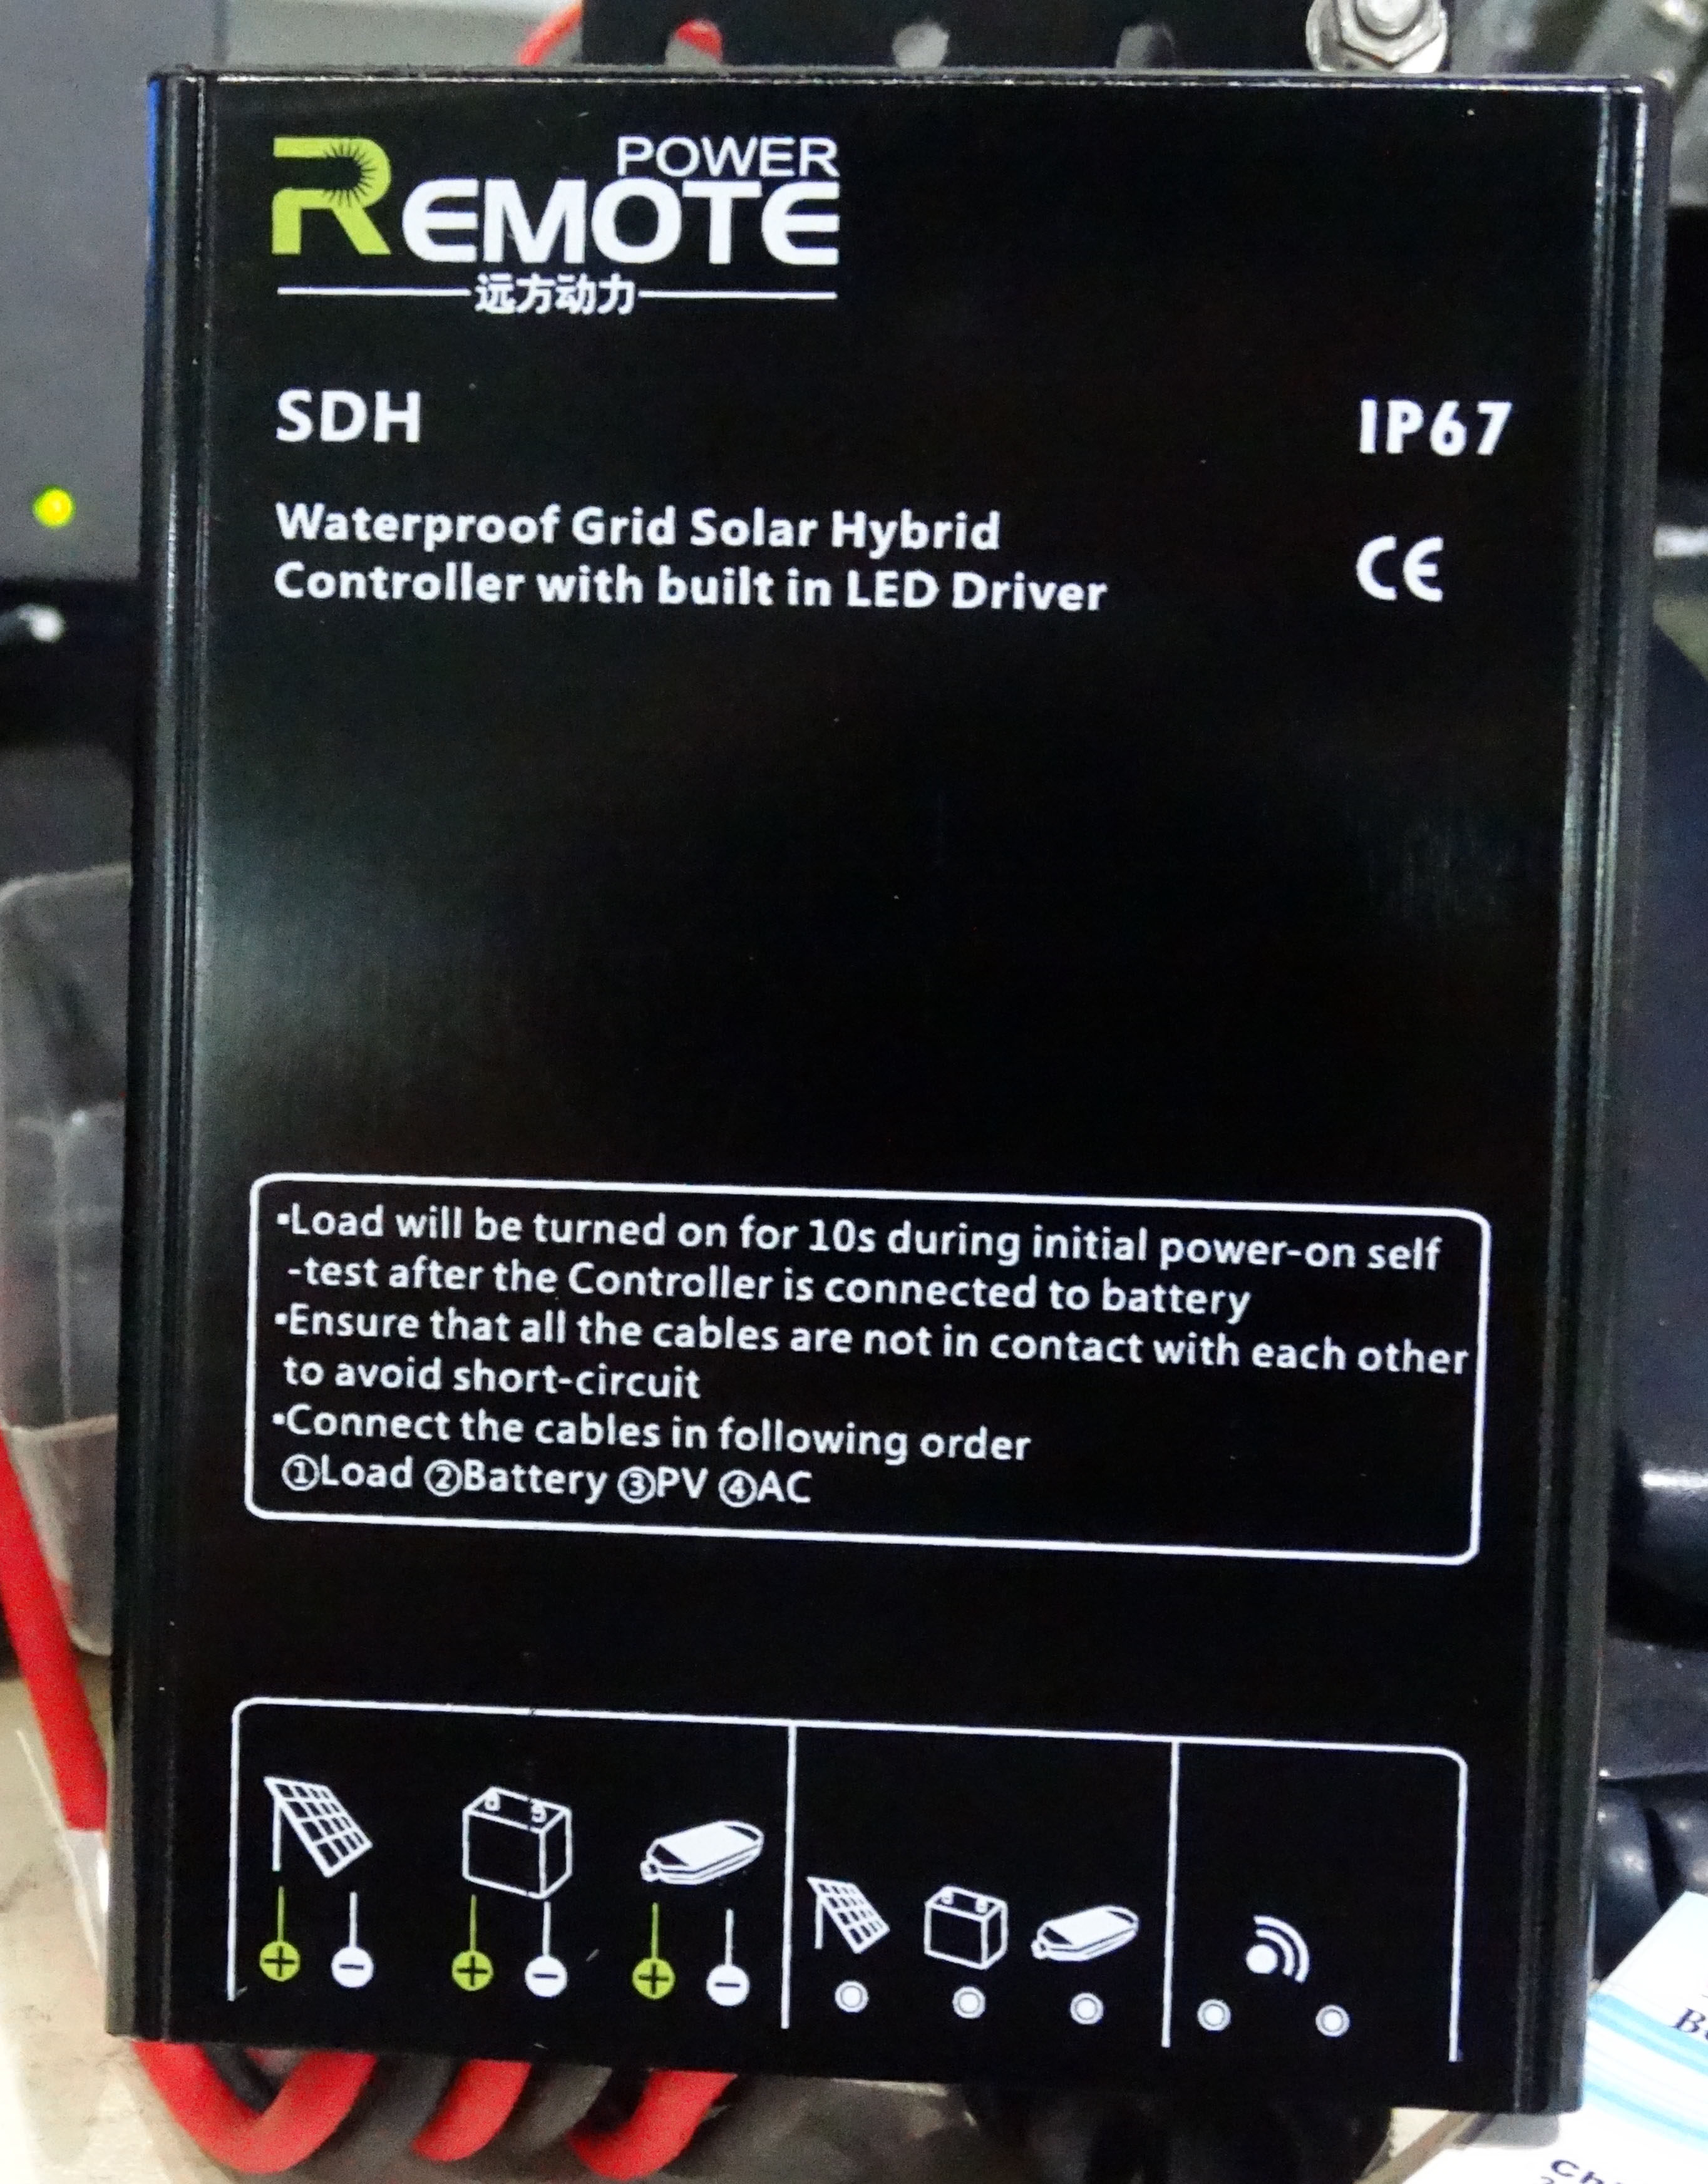 POWER
REMOTE
远方动力
SDH
IP67
Waterproof Grid Solar Hybrid
Controller with built in LED Driver
CE
▪Load will be turned on for 10s during initial power-on self
-test after the Controller is connected to battery
▪Ensure that all the cables are not in contact with each other
to avoid short-circuit
▪Connect the cables in following order
①Load ②Battery ③PV ④AC
+ − + − + −